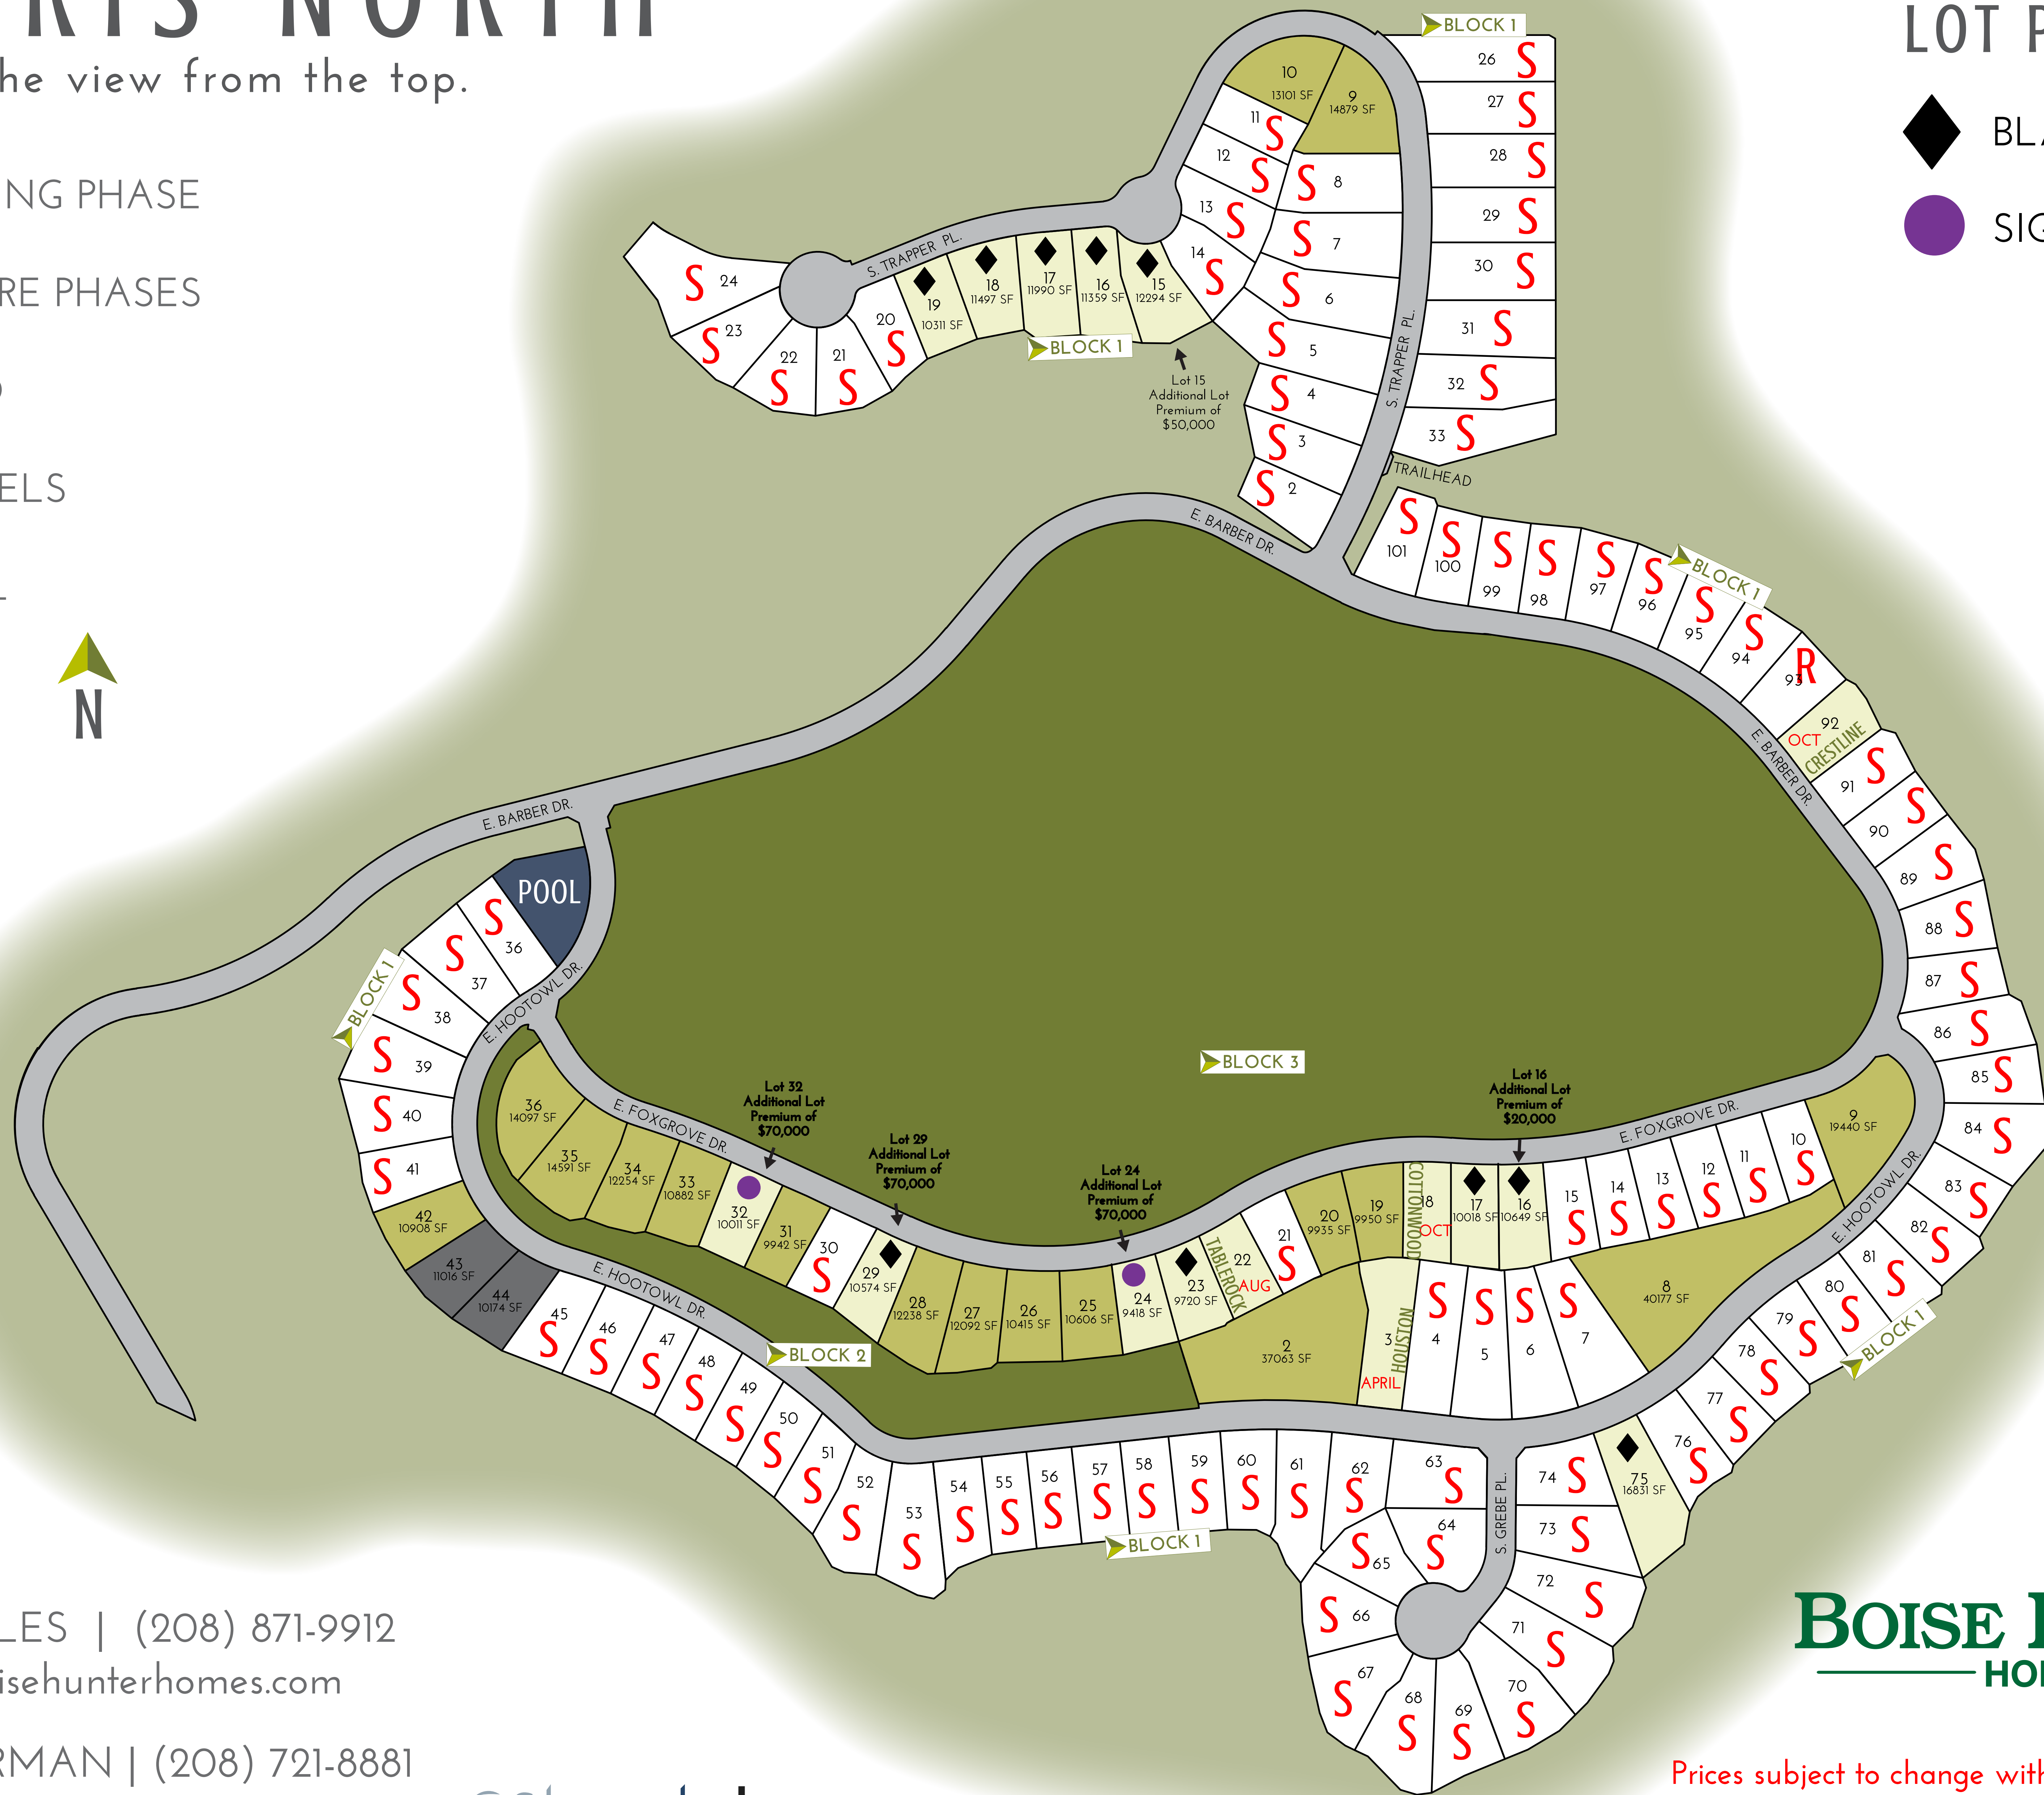 NORTH
he view from the top.
LOT
NG PHASE
RE PHASES
ELS
N
BLOCK 1
26 S
27 S
28 S
29 S
30 S
31 S
32 S
33 S
10
13101 SF
9
14879 SF
11 S
12 S
13 S
14 S
8 S
7 S
6 S
5 S
4 S
3 S
2 S
S. TRAPPER PL.
S. TRAPPER PL.
24 S
23 S
22 S
21 S
20 S
19
10311 SF
18
11497 SF
17
11990 SF
16
11359 SF
15
12294 SF
BLOCK 1
Lot 15
Additional Lot
Premium of
$50,000
TRAILHEAD
E. BARBER DR.
101 S
100 S
99 S
98 S
97 S
96 S
95 S
94 S
93 R
BLOCK 1
92
OCT
CRESTLINE
E. BARBER DR.
91 S
90 S
89 S
88 S
87 S
86 S
85 S
84 S
83 S
82 S
81 S
80 S
79 S
78 S
77 S
76 S
BLOCK 1
E. BARBER DR.
POOL
E. HOOTOWL DR.
BLOCK 1
36 S
37 S
38 S
39 S
40 S
41 S
42
10908 SF
43
11016 SF
44
10174 SF
BLOCK 3
E. FOXGROVE DR.
36
14097 SF
35
14591 SF
34
12254 SF
33
10882 SF
32
10011 SF
31
9942 SF
30 S
29
10574 SF
28
12238 SF
27
12092 SF
26
10415 SF
25
10606 SF
24
9418 SF
23
9720 SF
TABLEROCK
22
AUG
21 S
20
9935 SF
19
9950 SF
COTTONWOOD
18
OCT
17
10018 SF
16
10649 SF
15 S
14 S
13 S
12 S
11 S
10 S
9
19440 SF
8
40177 SF
7 S
6 S
5 S
4 S
3
HOUSTON
APRIL
2
37063 SF
Lot 32
Additional Lot
Premium of
$70,000
Lot 29
Additional Lot
Premium of
$70,000
Lot 24
Additional Lot
Premium of
$70,000
Lot 16
Additional Lot
Premium of
$20,000
E. FOXGROVE DR.
E. HOOTOWL DR.
E. HOOTOWL DR.
BLOCK 2
45 S
46 S
47 S
48 S
49 S
50 S
51 S
52 S
53 S
54 S
55 S
56 S
57 S
58 S
59 S
60 S
61 S
62 S
63 S
64 S
65 S
66 S
67 S
68 S
69 S
70 S
71 S
72 S
73 S
74 S
75
16831 SF
S. GREBE PL.
BLOCK 1
LES | (208) 871-9912
isehunterhomes.com
RMAN | (208) 721-8881
BOISE
Prices subject to change with